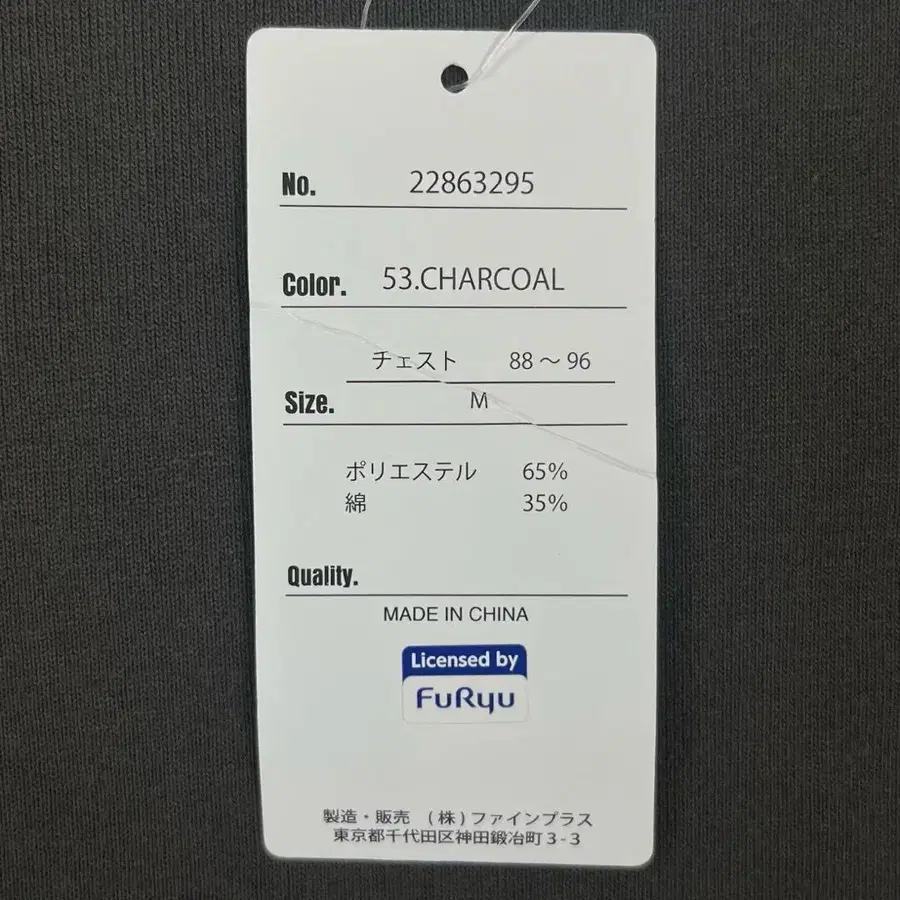 No. 22863295
Color. 53.CHARCOAL
チェスト 88～96
Size. M
ポリエステル 65%
綿 35%
Quality.
MADE IN CHINA
Licensed by
FuRyu
製造・販売 (株)ファインプラス
東京都千代田区神田鍛冶町3-3